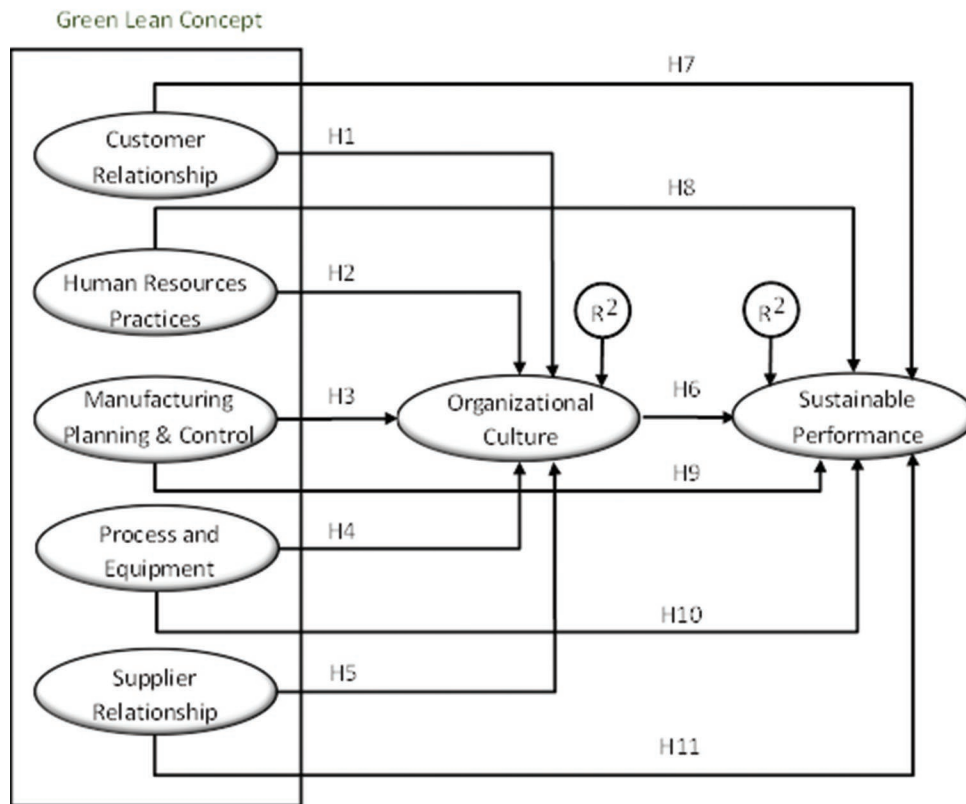 Green Lean Concept
H7
Customer
Relationship
H1
H8
Human Resources
Practices
H2
R2
R2
Manufacturing
Planning & Control
H3
Organizational
Culture
H6
Sustainable
Performance
H9
Process and
Equipment
H4
H10
Supplier
Relationship
H5
H11